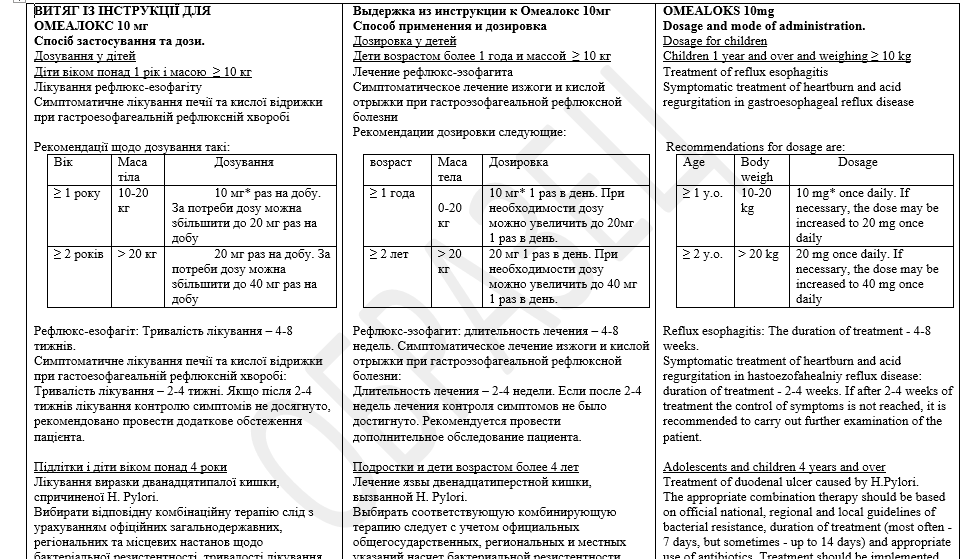 ВИТЯГ ІЗ ІНСТРУКЦІЇ ДЛЯ
ОМЕАЛОКС 10 мг
Спосіб застосування та дози.
Дозування у дітей
Діти віком понад 1 рік і масою ≥ 10 кг
Лікування рефлюкс-езофагіту
Симптоматичне лікування печії та кислої відрижки
при гастроезофагеальній рефлюксній хворобі
Рекомендації щодо дозування такі:
Вік
Маса
тіла
Дозування
≥ 1 року
10-20
кг
10 мг* раз на добу.
За потреби дозу можна
збільшити до 20 мг раз на
добу
≥ 2 років
> 20 кг
20 мг раз на добу. За
потреби дозу можна
збільшити до 40 мг раз на
добу
Рефлюкс-езофагіт: Тривалість лікування – 4-8
тижнів.
Симптоматичне лікування печії та кислої відрижки
при гастоезофагеальній рефлюксній хворобі:
Тривалість лікування – 2-4 тижні. Якщо після 2-4
тижнів лікування контролю симптомів не досягнуто,
рекомендовано провести додаткове обстеження
пацієнта.
Підлітки і діти віком понад 4 роки
Лікування виразки дванадцятипалої кишки,
спричиненої H. Pylori.
Вибирати відповідну комбінаційну терапію слід з
урахуванням офіційних загальнодержавних,
регіональних та місцевих настанов щодо
бактеріальної резистентності, тривалості лікування
Выдержка из инструкции к Омеалокс 10мг
Способ применения и дозировка
Дозировка у детей
Дети возрастом более 1 года и массой ≥ 10 кг
Лечение рефлюкс-эзофагита
Симптоматическое лечение изжоги и кислой
отрыжки при гастроэзофагеальной рефлюксной
болезни
Рекомендации дозировки следующие:
возраст
Маса
тела
Дозировка
≥ 1 года
0-20
кг
10 мг* 1 раз в день. При
необходимости дозу
можно увеличить до 20мг
1 раз в день.
≥ 2 лет
> 20
кг
20 мг 1 раз в день. При
необходимости дозу
можно увеличить до 40 мг
1 раз в день.
Рефлюкс-эзофагит: длительность лечения – 4-8
недель. Симптоматическое лечение изжоги и кислой
отрыжки при гастроэзофагеальной рефлюксной
болезни:
Длительность лечения – 2-4 недели. Если после 2-4
недель лечения контроля симптомов не было
достигнуто. Рекомендуется провести
дополнительное обследование пациента.
Подростки и дети возрастом более 4 лет
Лечение язвы двенадцатиперстной кишки,
вызванной H. Pylori.
Выбирать соответствующую комбинирующую
терапию следует с учетом официальных
общегосударственных, региональных и местных
указаний насчет бактериальной резистентности
OMEALOKS 10mg
Dosage and mode of administration.
Dosage for children
Children 1 year and over and weighing ≥ 10 kg
Treatment of reflux esophagitis
Symptomatic treatment of heartburn and acid
regurgitation in gastroesophageal reflux disease
Recommendations for dosage are:
Age
Body
weigh
Dosage
≥ 1 y.o.
10-20
kg
10 mg* once daily. If
necessary, the dose may be
increased to 20 mg once
daily
≥ 2 y.o.
> 20 kg
20 mg once daily. If
necessary, the dose may be
increased to 40 mg once
daily
Reflux esophagitis: The duration of treatment - 4-8
weeks.
Symptomatic treatment of heartburn and acid
regurgitation in hastoezofahealniy reflux disease:
duration of treatment - 2-4 weeks. If after 2-4 weeks of
treatment the control of symptoms is not reached, it is
recommended to carry out further examination of the
patient.
Adolescents and children 4 years and over
Treatment of duodenal ulcer caused by H.Pylori.
The appropriate combination therapy should be based
on official national, regional and local guidelines of
bacterial resistance, duration of treatment (most often -
7 days, but sometimes - up to 14 days) and appropriate
use of antibiotics. Treatment should be implemented
ОБРАЗЕЦ